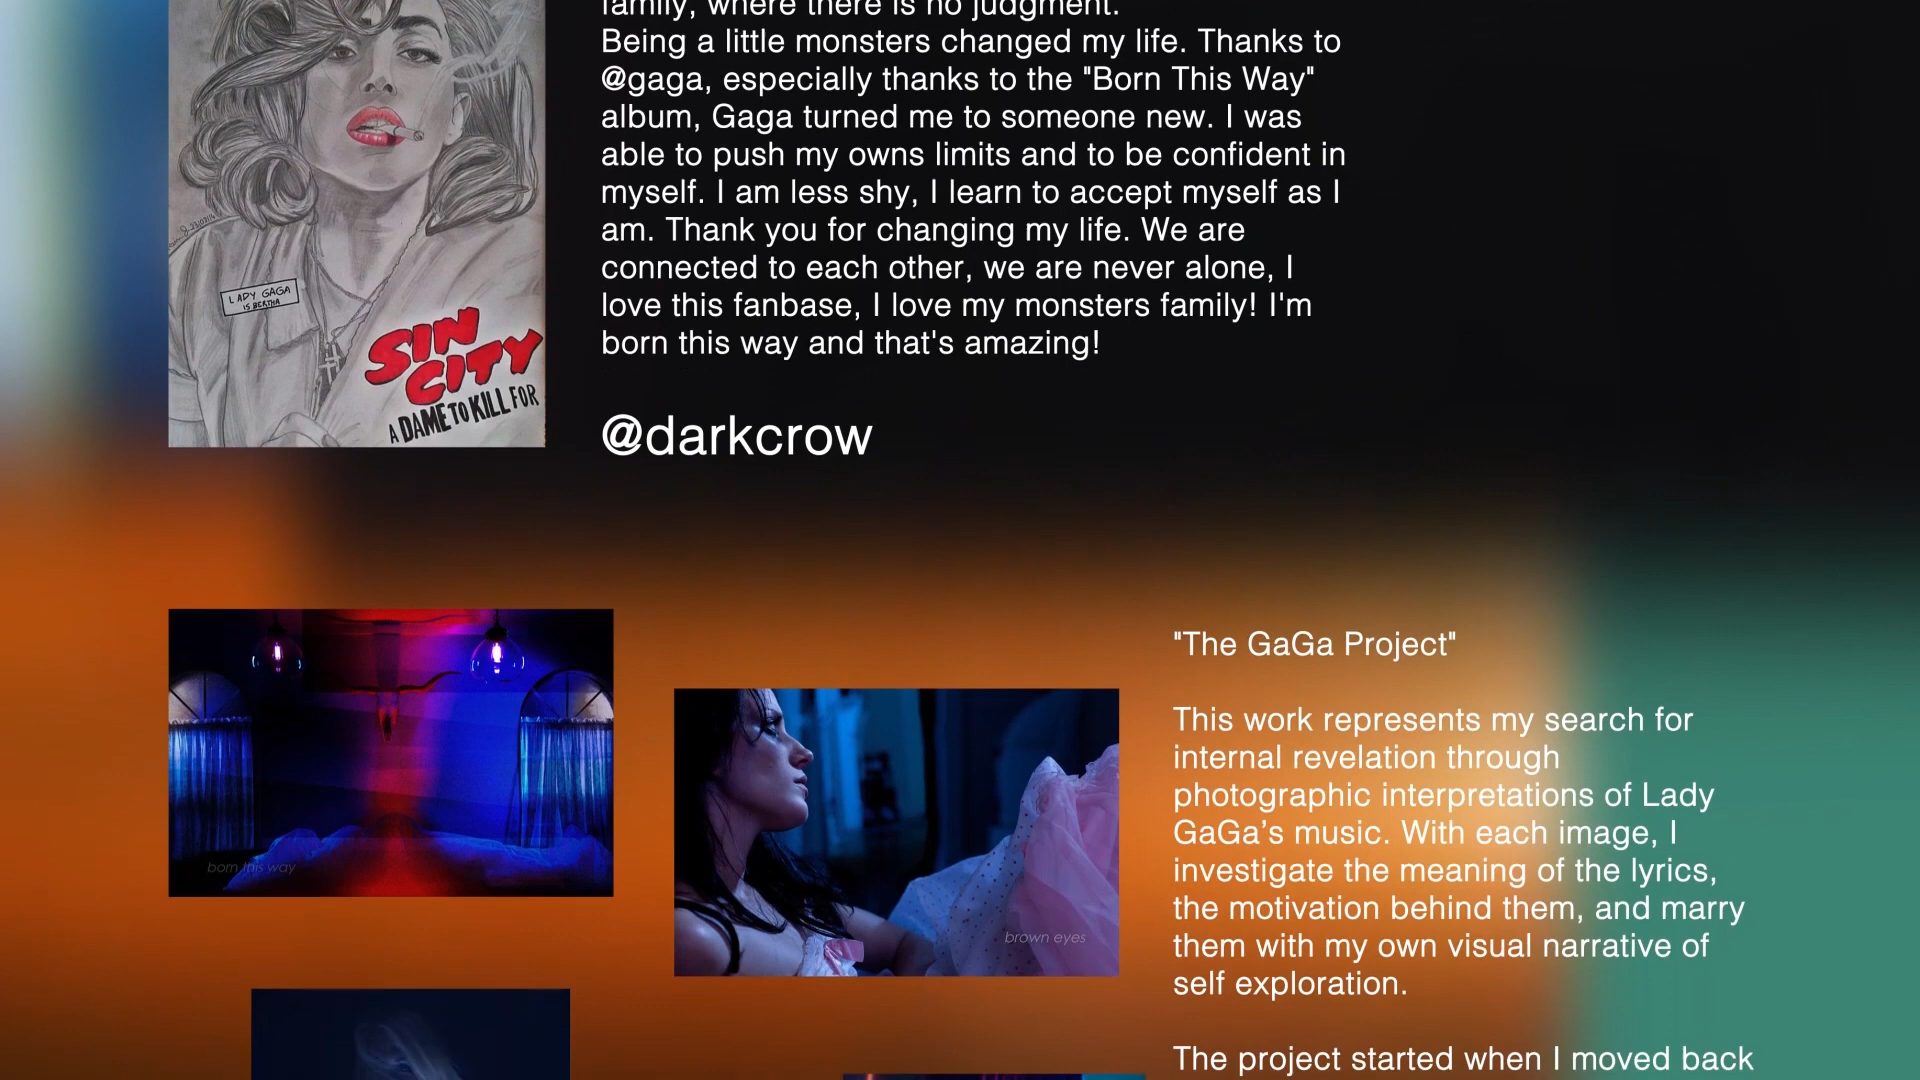 family, where there is no judgment.
Being a little monsters changed my life. Thanks to
@gaga, especially thanks to the "Born This Way"
album, Gaga turned me to someone new. I was
able to push my owns limits and to be confident in
myself. I am less shy, I learn to accept myself as I
am. Thank you for changing my life. We are
connected to each other, we are never alone, I
love this fanbase, I love my monsters family! I'm
born this way and that's amazing!
@darkcrow
LADY GAGA
IS BERTHA
SIN
CITY
A DAME TO KILL FOR
born this way
brown eyes
"The GaGa Project"
This work represents my search for
internal revelation through
photographic interpretations of Lady
GaGa’s music. With each image, I
investigate the meaning of the lyrics,
the motivation behind them, and marry
them with my own visual narrative of
self exploration.
The project started when I moved back